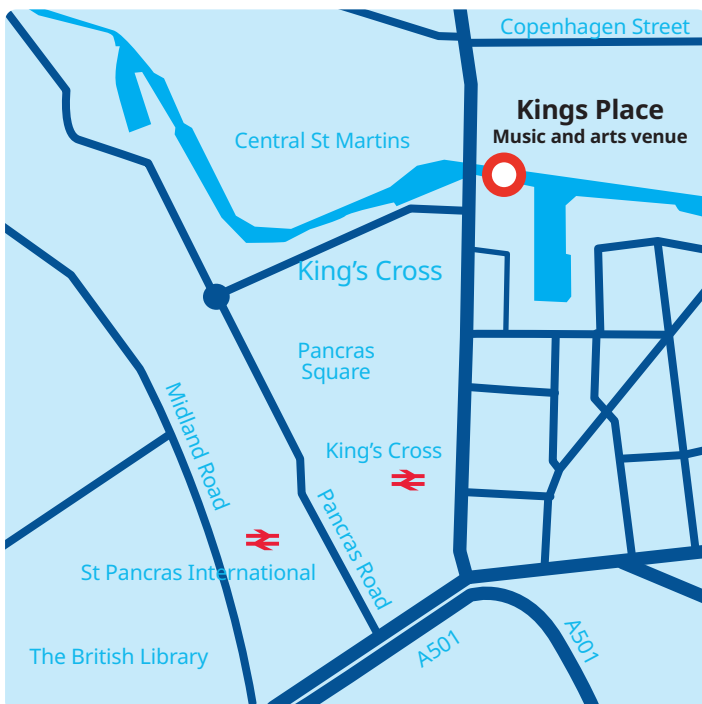 Copenhagen Street
Kings Place
Music and arts venue
Central St Martins
King's Cross
Pancras
Square
Midland Road
King's Cross
Pancras Road
St Pancras International
The British Library
A501
A501